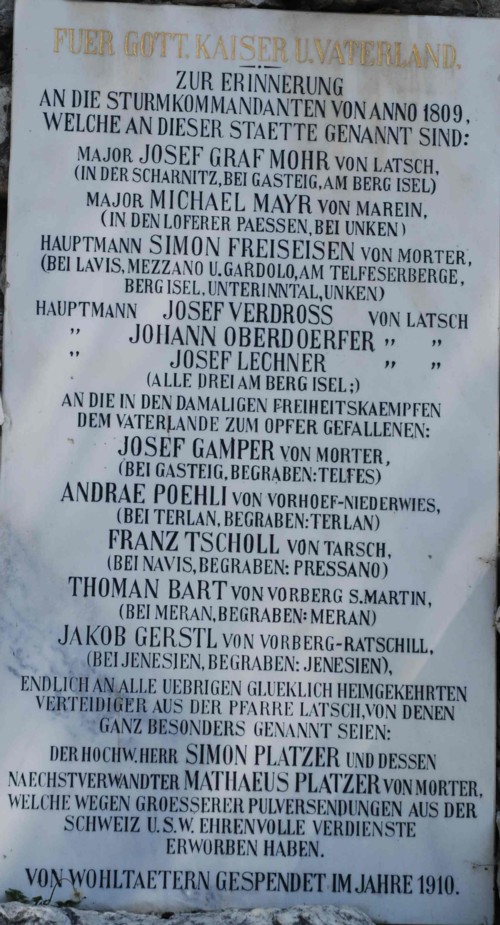 FUER GOTT. KAISER U. VATERLAND.
ZUR ERINNERUNG
AN DIE STURMKOMMANDANTEN VON ANNO 1809,
WELCHE AN DIESER STAETTE GENANNT SIND:
MAJOR JOSEF GRAF MOHR VON LATSCH,
(IN DER SCHARNITZ, BEI GASTEIG, AM BERG ISEL)
MAJOR MICHAEL MAYR VON MAREIN,
(IN DEN LOFERER PAESSEN, BEI UNKEN)
HAUPTMANN SIMON FREISEISEN VON MORTER,
(BEI LAVIS, MEZZANO U. GARDOLO, AM TELFESERBERGE,
BERG ISEL, UNTERINNTAL, UNKEN)
HAUPTMANN JOSEF VERDROSS VON LATSCH
" JOHANN OBERDOERFER " "
" JOSEF LECHNER " "
(ALLE DREI AM BERG ISEL;)
AN DIE IN DEN DAMALIGEN FREIHEITSKAEMPFEN
DEM VATERLANDE ZUM OPFER GEFALLENEN:
JOSEF GAMPER VON MORTER,
(BEI GASTEIG, BEGRABEN: TELFES)
ANDRAE POEHLI VON VORHOEF-NIEDERWIES,
(BEI TERLAN, BEGRABEN: TERLAN)
FRANZ TSCHOLL VON TARSCH,
(BEI NAVIS, BEGRABEN: PRESSANO)
THOMAN BART VON VORBERG S. MARTIN,
(BEI MERAN, BEGRABEN: MERAN)
JAKOB GERSTL VON VORBERG-RATSCHILL,
(BEI JENESIEN, BEGRABEN: JENESIEN),
ENDLICH AN ALLE UEBRIGEN GLUEKLICH HEIMGEKEHRTEN
VERTEIDIGER AUS DER PFARRE LATSCH, VON DENEN
GANZ BESONDERS GENANNT SEIEN:
DER HOCHW. HERR SIMON PLATZER UND DESSEN
NAECHSTVERWANDTER MATHAEUS PLATZER VON MORTER,
WELCHE WEGEN GROESSERER PULVERSENDUNGEN AUS DER
SCHWEIZ U.S.W. EHRENVOLLE VERDIENSTE
ERWORBEN HABEN.
VON WOHLTAETERN GESPENDET IM JAHRE 1910.